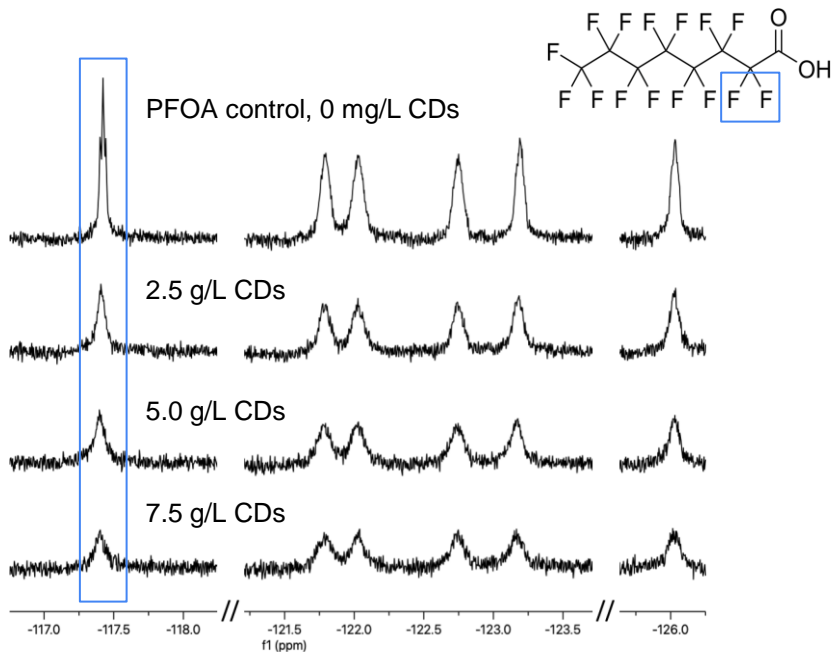 F F F F F F O
F
OH
F F F F F F F F
PFOA control, 0 mg/L CDs
2.5 g/L CDs
5.0 g/L CDs
7.5 g/L CDs
-117.0 -117.5 -118.0 // -121.5 -122.0 -122.5 -123.0 -123.5 // -126.0
f1 (ppm)